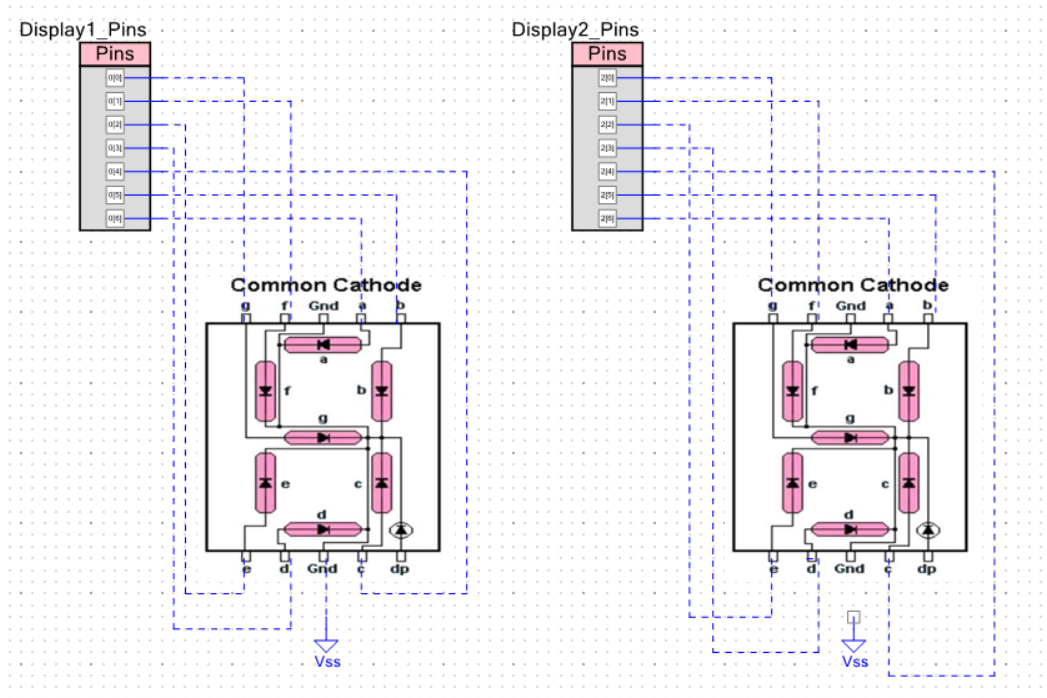 Display1_Pins
Pins
0[0]
0[1]
0[2]
0[3]
0[4]
0[5]
0[6]
Common Cathode
g f Gnd a b
a
f b
g
e c
d
e d Gnd c dp
Vss
Display2_Pins
Pins
2[0]
2[1]
2[2]
2[3]
2[4]
2[5]
2[6]
Common Cathode
g f Gnd a b
a
f b
g
e c
d
e d Gnd c dp
Vss